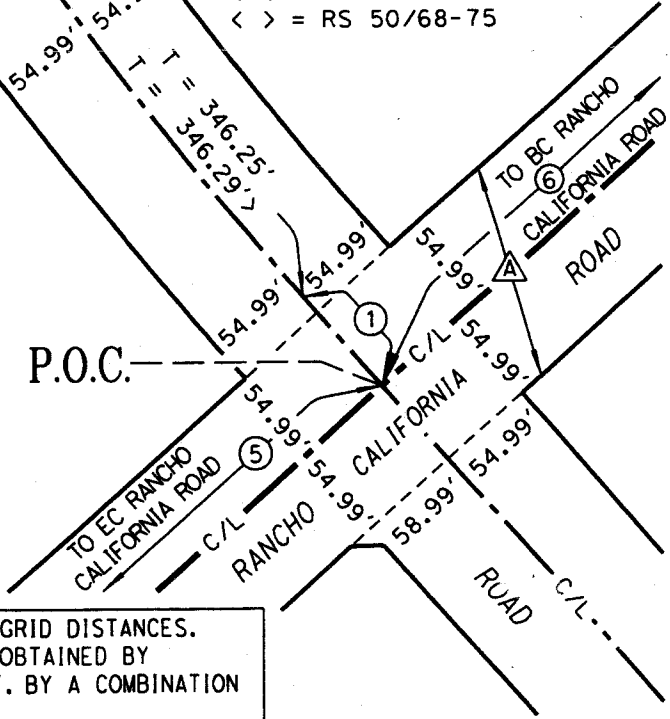 < > = RS 50/68-75
54.99'
54.
T = 346.25'
T = 346.29'>
TO BC RANCHO
CALIFORNIA ROAD
6
A
ROAD
54.99'
54.99'
54.99'
54.99'
1
C/L
P.O.C.
54.99'
CALIFORNIA
54.99'
54.99'
5
54.99'
58.99'
TO EC RANCHO
CALIFORNIA ROAD
C/L
RANCHO
ROAD
C/L
GRID DISTANCES.
OBTAINED BY
. BY A COMBINATION